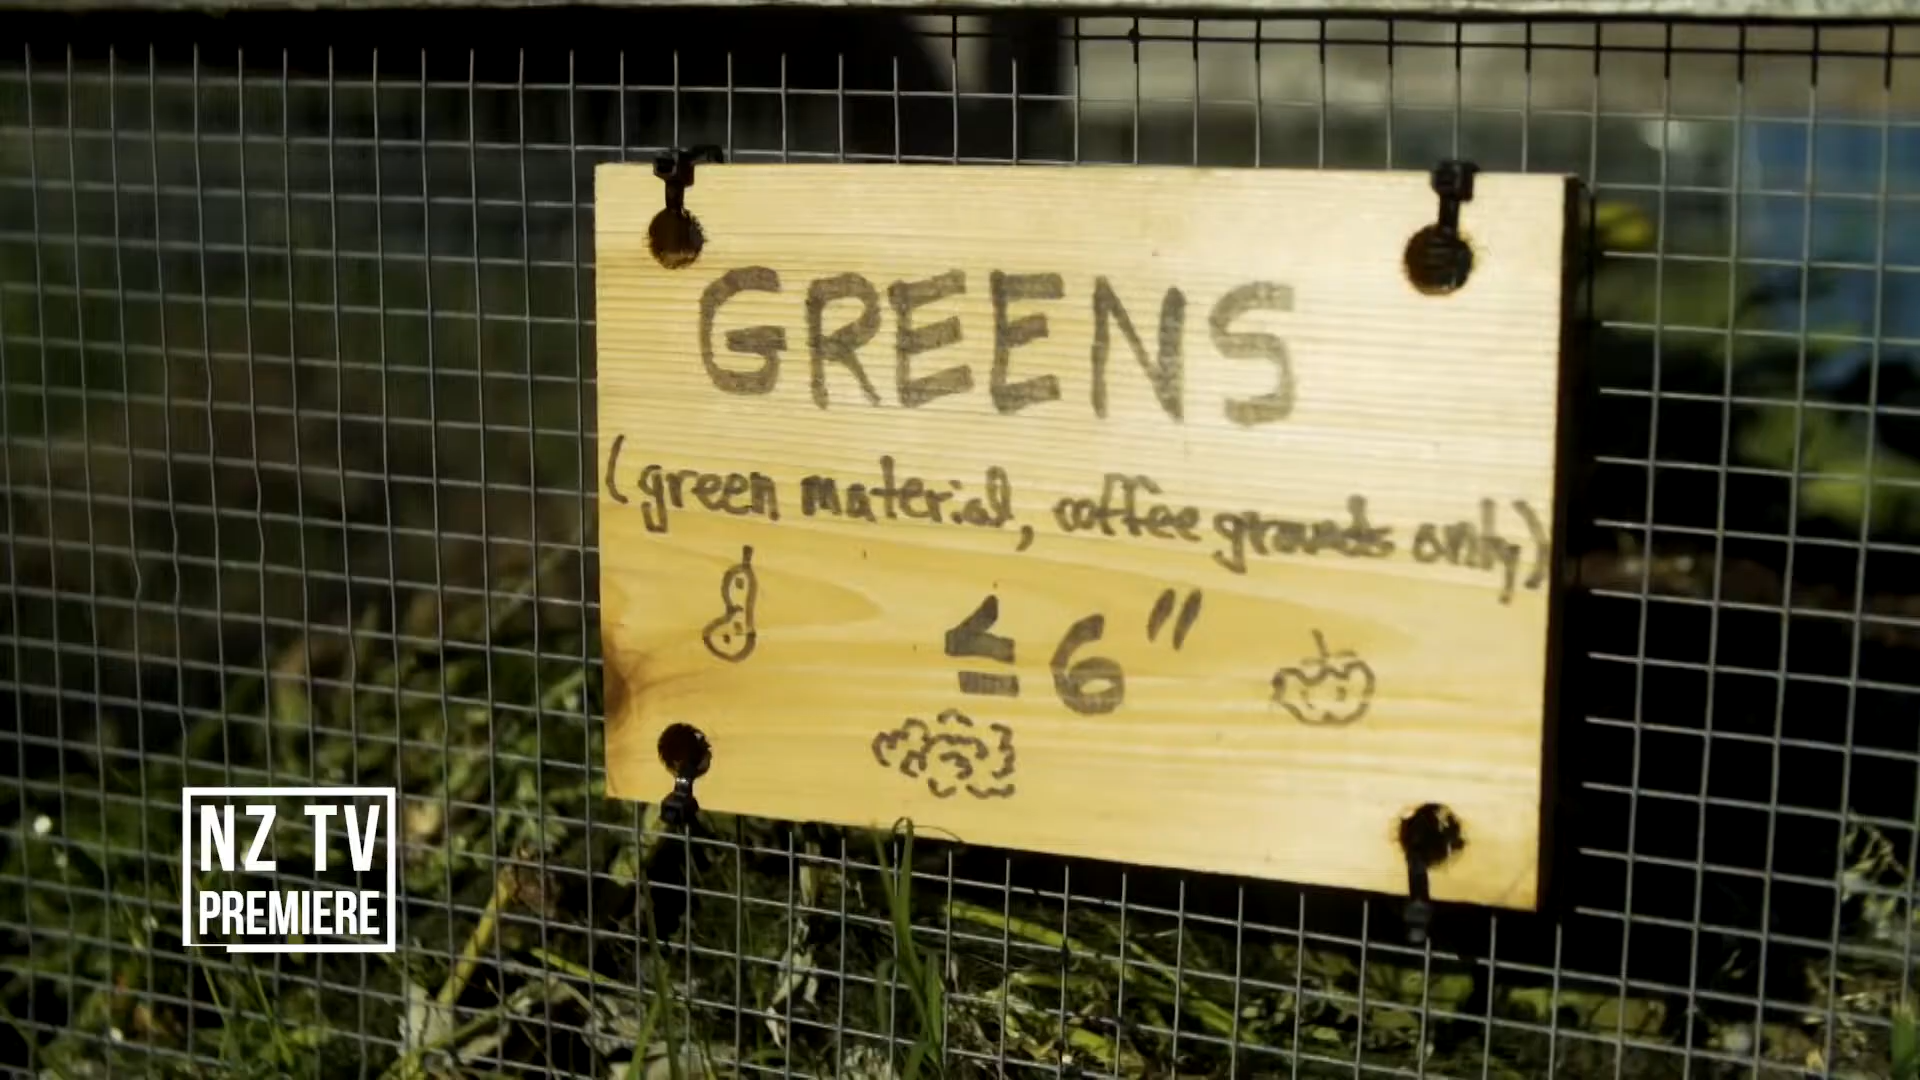 GREENS
(green material, coffee grounds only)
≤ 6"
NZ TV
PREMIERE